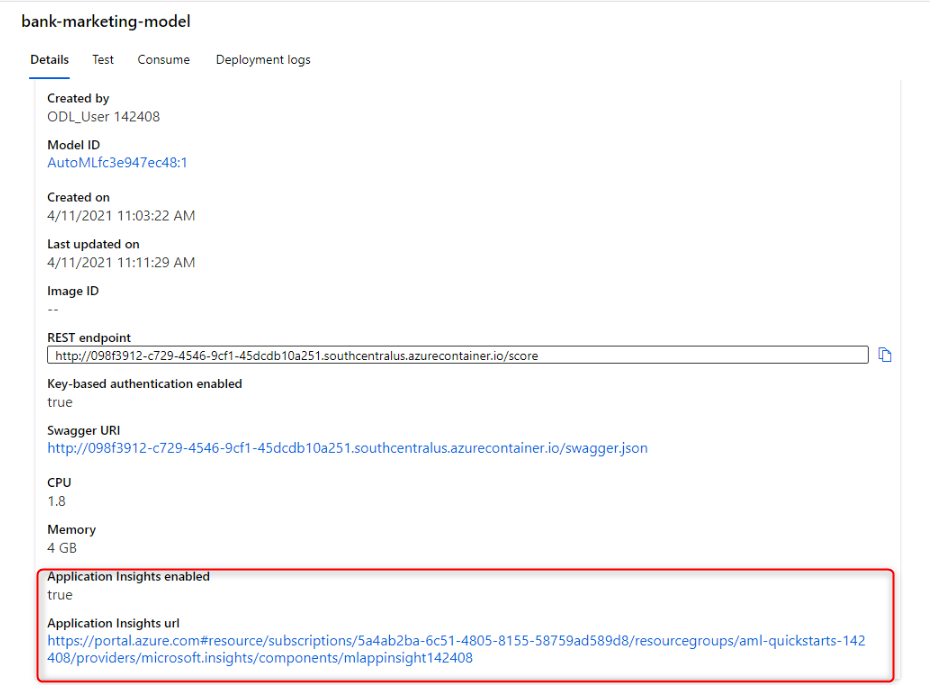 bank-marketing-model
Details Test Consume Deployment logs
Created by
ODL_User 142408
Model ID
AutoMLfc3e947ec48:1
Created on
4/11/2021 11:03:22 AM
Last updated on
4/11/2021 11:11:29 AM
Image ID
--
REST endpoint
http://098f3912-c729-4546-9cf1-45dcdb10a251.southcentralus.azurecontainer.io/score
Key-based authentication enabled
true
Swagger URI
http://098f3912-c729-4546-9cf1-45dcdb10a251.southcentralus.azurecontainer.io/swagger.json
CPU
1.8
Memory
4 GB
Application Insights enabled
true
Application Insights url
https://portal.azure.com#resource/subscriptions/5a4ab2ba-6c51-4805-8155-58759ad589d8/resourcegroups/aml-quickstarts-142
408/providers/microsoft.insights/components/mlappinsight142408